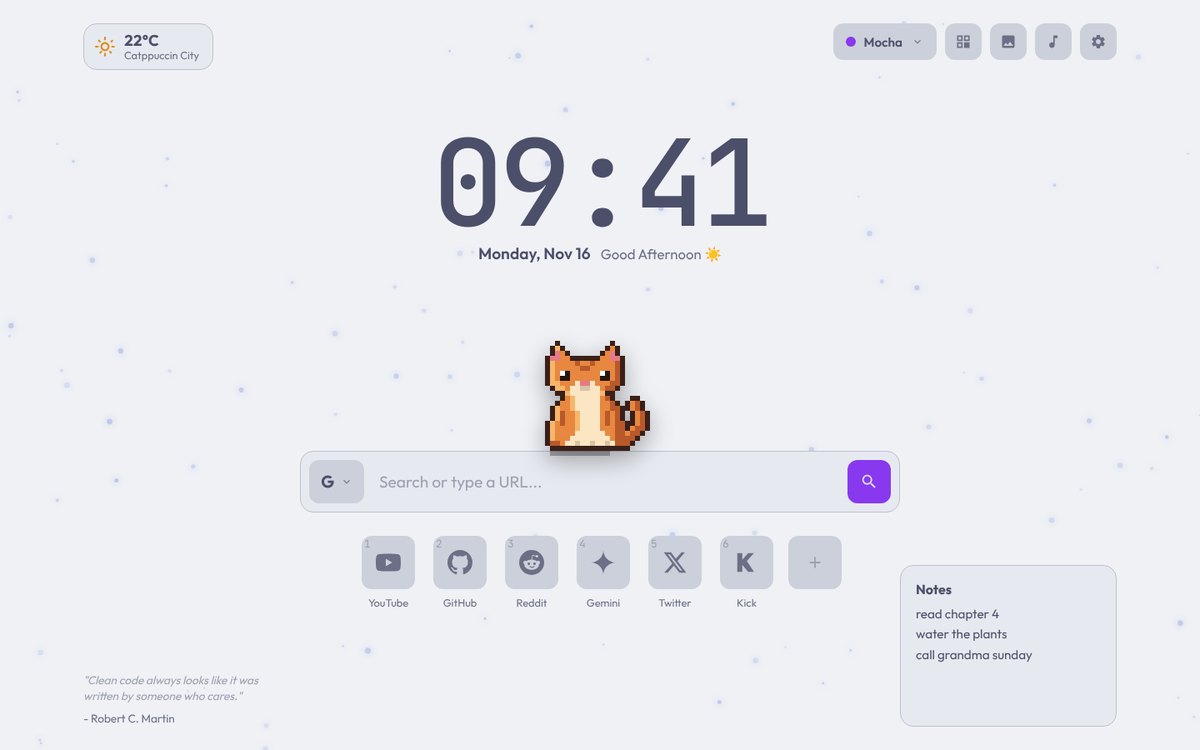 22°C
Catppuccin City
Mocha
09:41
Monday, Nov 16 Good Afternoon ☀️
G
Search or type a URL...
1 2 3 4 5 6
YouTube GitHub Reddit Gemini Twitter Kick
Notes
read chapter 4
water the plants
call grandma sunday
"Clean code always looks like it was
written by someone who cares."
- Robert C. Martin